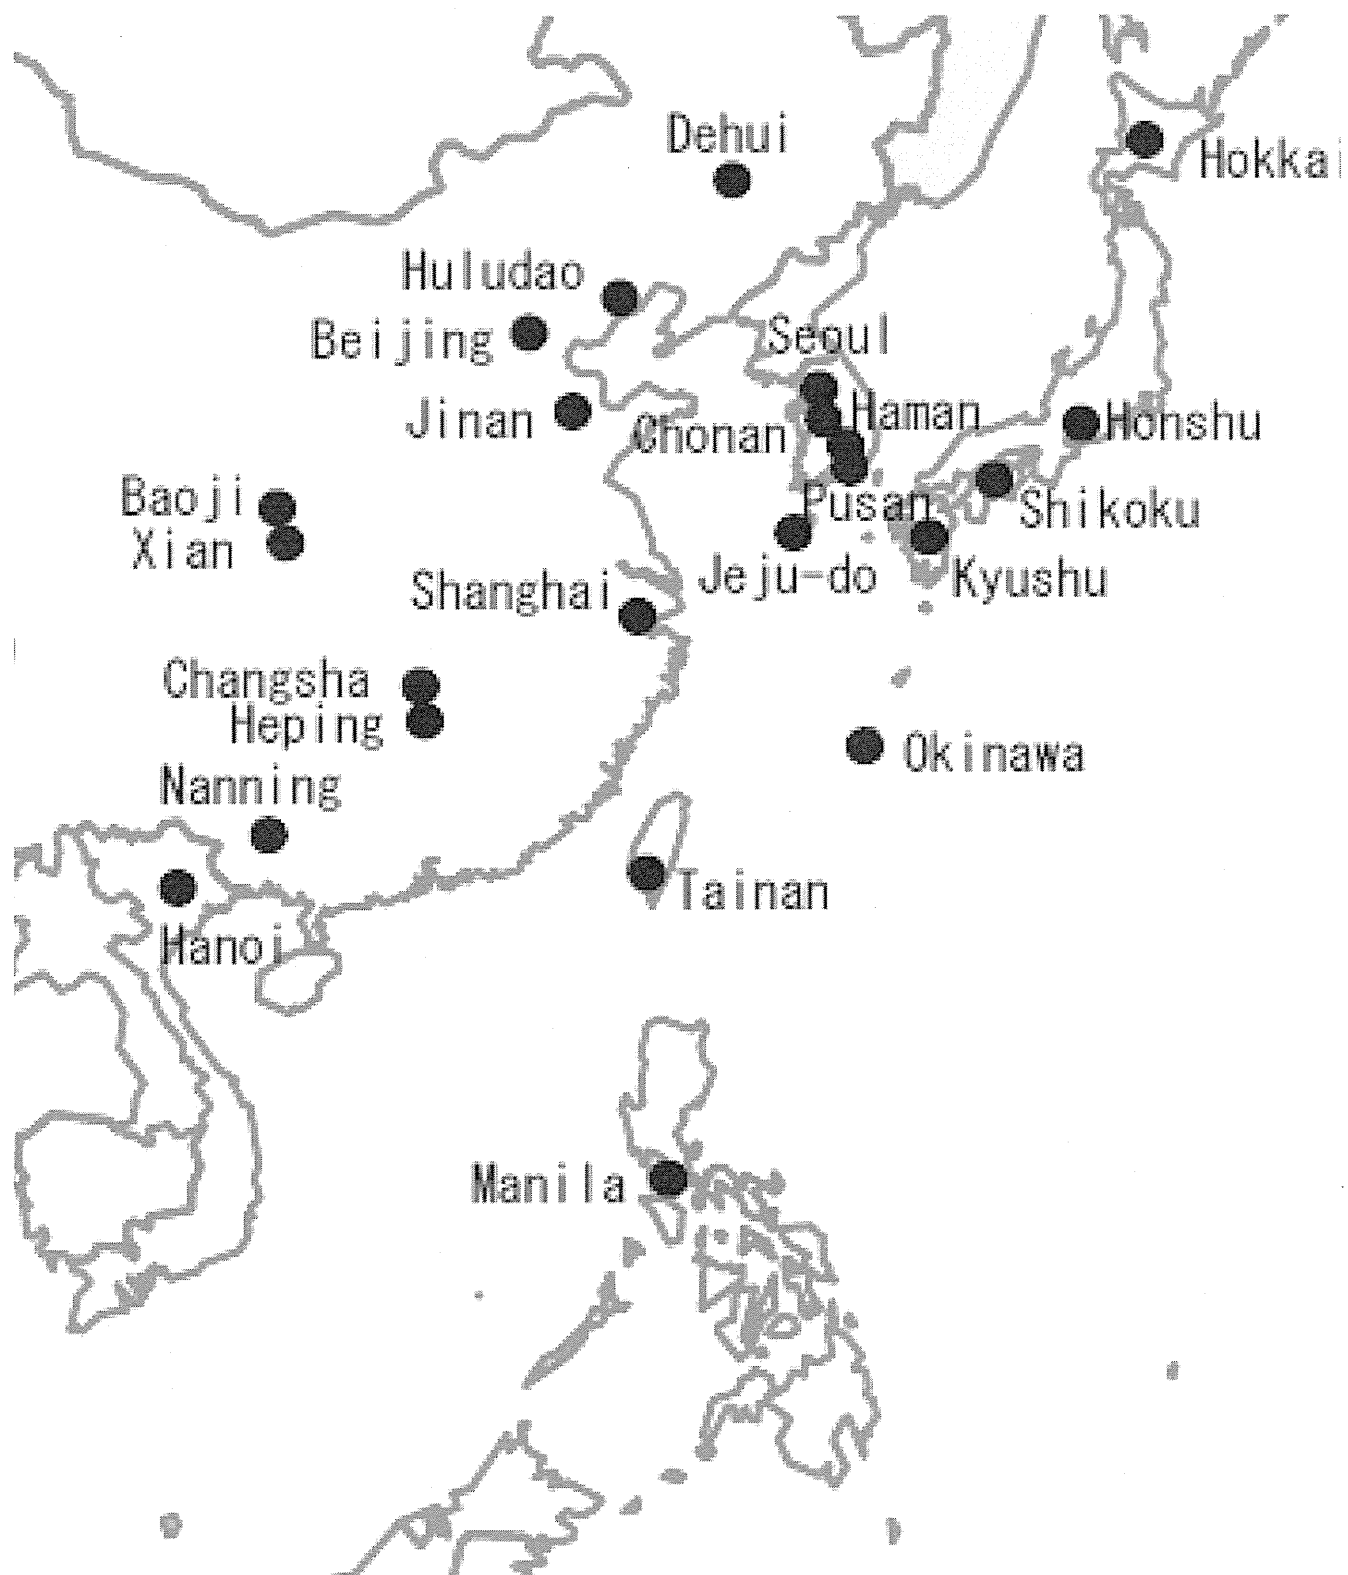 Dehui
Hokkai
Huludao
Beijing
Seoul
Jinan
Chonan
Haman
Honshu
Baoji
Xian
Pusan
Shikoku
Shanghai
Jeju-do
Kyushu
Changsha
Heping
Okinawa
Nanning
Tainan
Hanoi
Manila